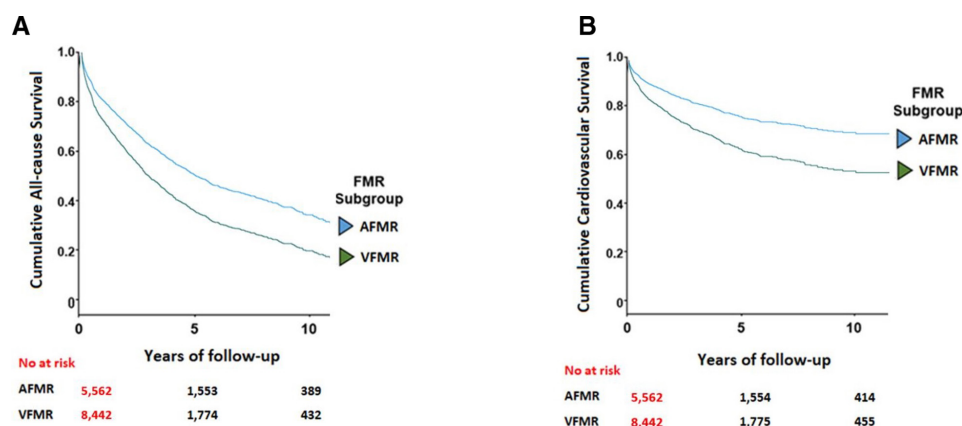 A
Cumulative All-cause Survival
1.0
0.8
0.6
0.4
0.2
0
0 5 10
Years of follow-up
FMR
Subgroup
AFMR
VFMR
No at risk
AFMR 5,562 1,553 389
VFMR 8,442 1,774 432
B
Cumulative Cardiovascular Survival
1.0
0.8
0.6
0.4
0.2
0
0 5 10
Years of follow-up
FMR
Subgroup
AFMR
VFMR
No at risk
AFMR 5,562 1,554 414
VFMR 8,442 1,775 455